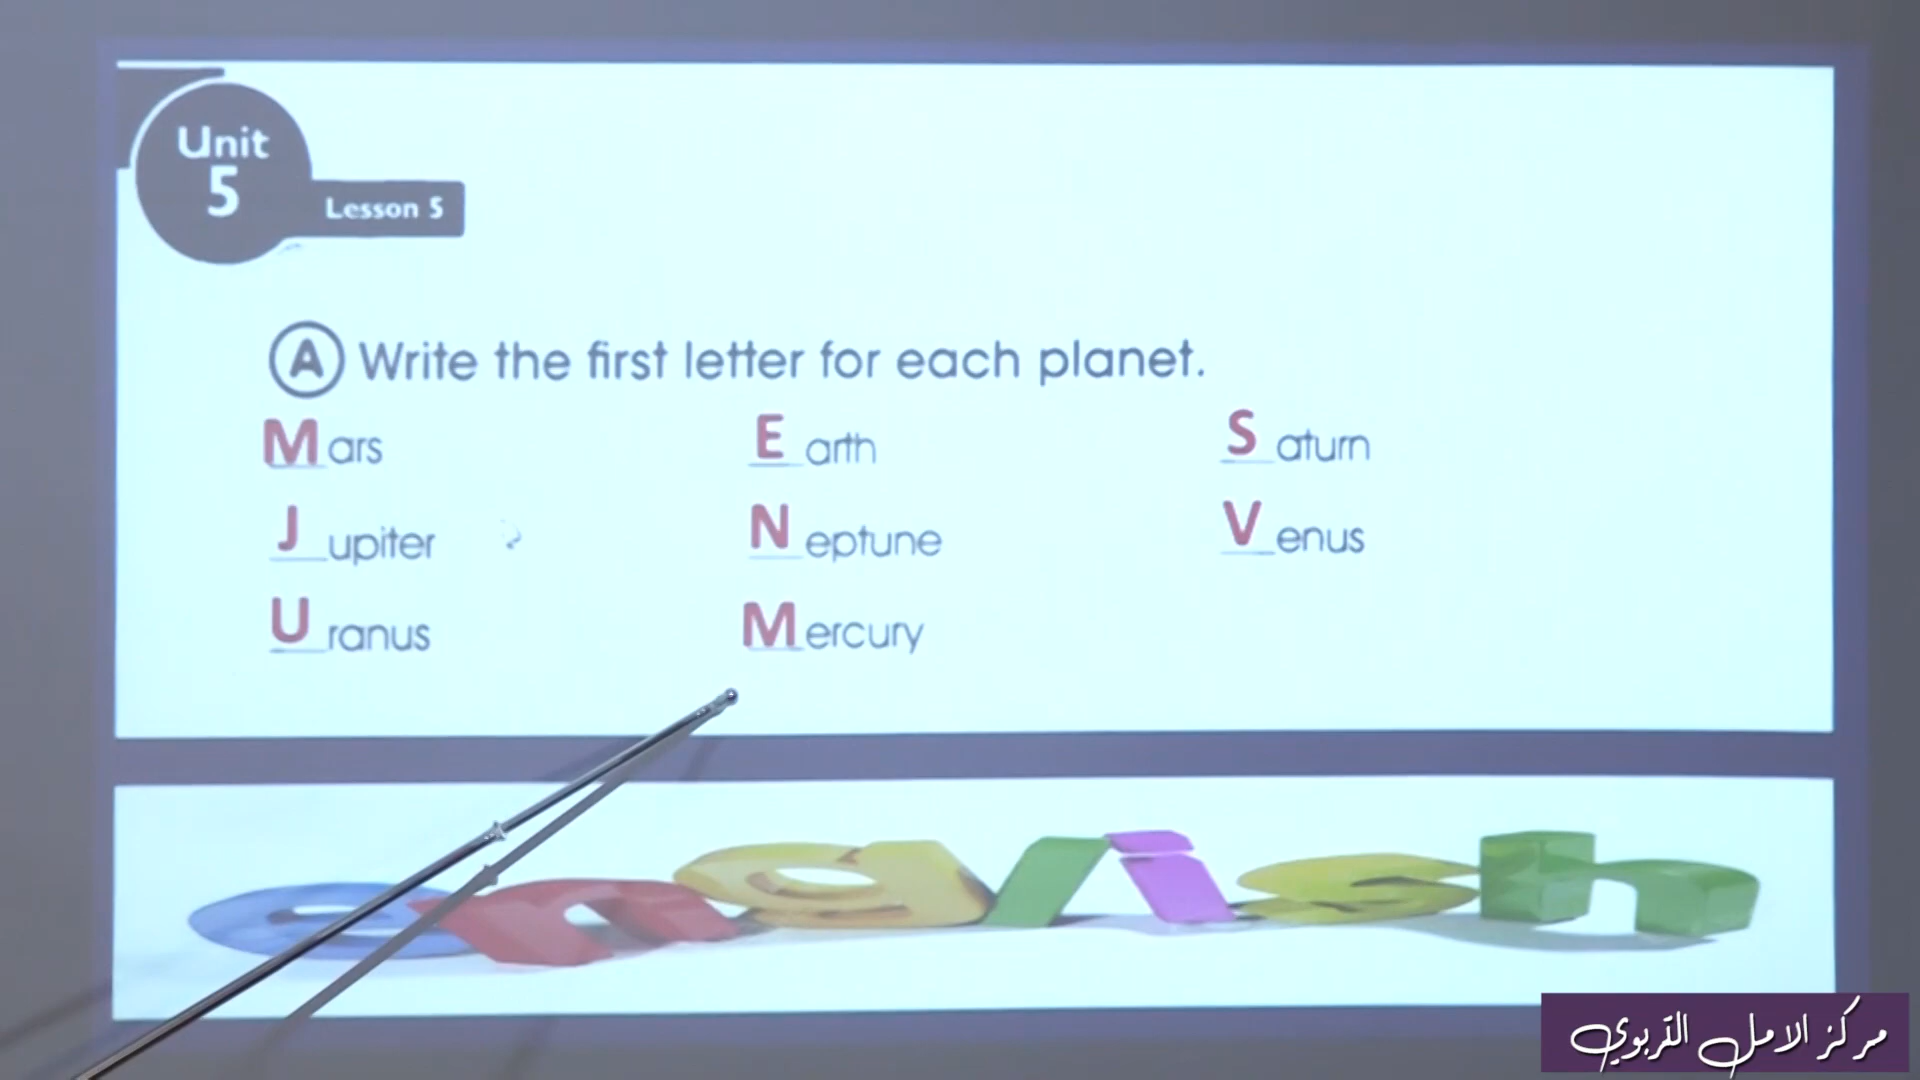 Unit
5
Lesson 5
A Write the first letter for each planet.
Mars Earth Saturn
Jupiter Neptune Venus
Uranus Mercury
english
مركز الامل التربوي